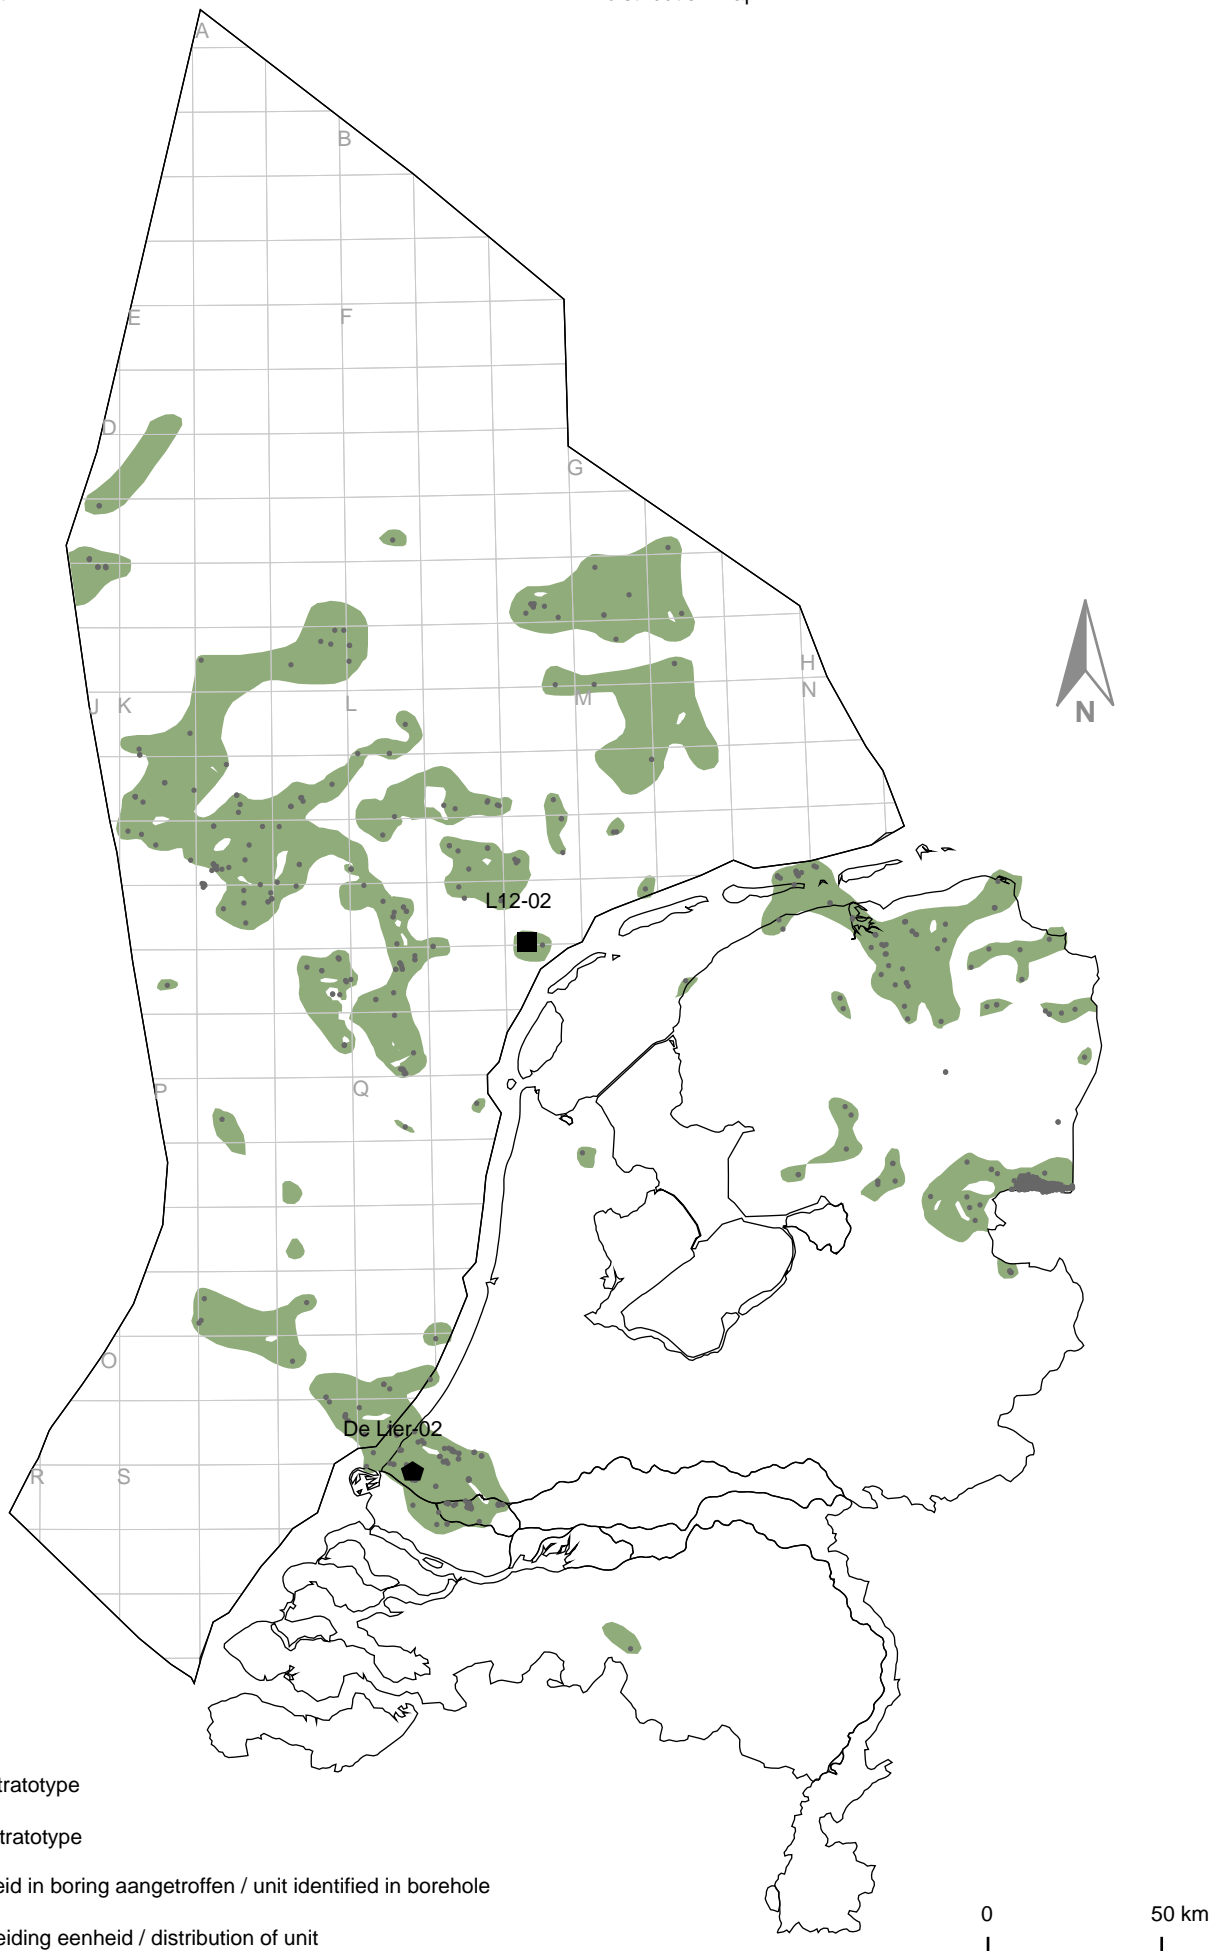 A
B
E
F
D
G
H
N
J K
L
M
L12-02
N
P
Q
O
De Lier-02
R
S
tratotype
tratotype
eid in boring aangetroffen / unit identified in borehole
eiding eenheid / distribution of unit
0
50 km